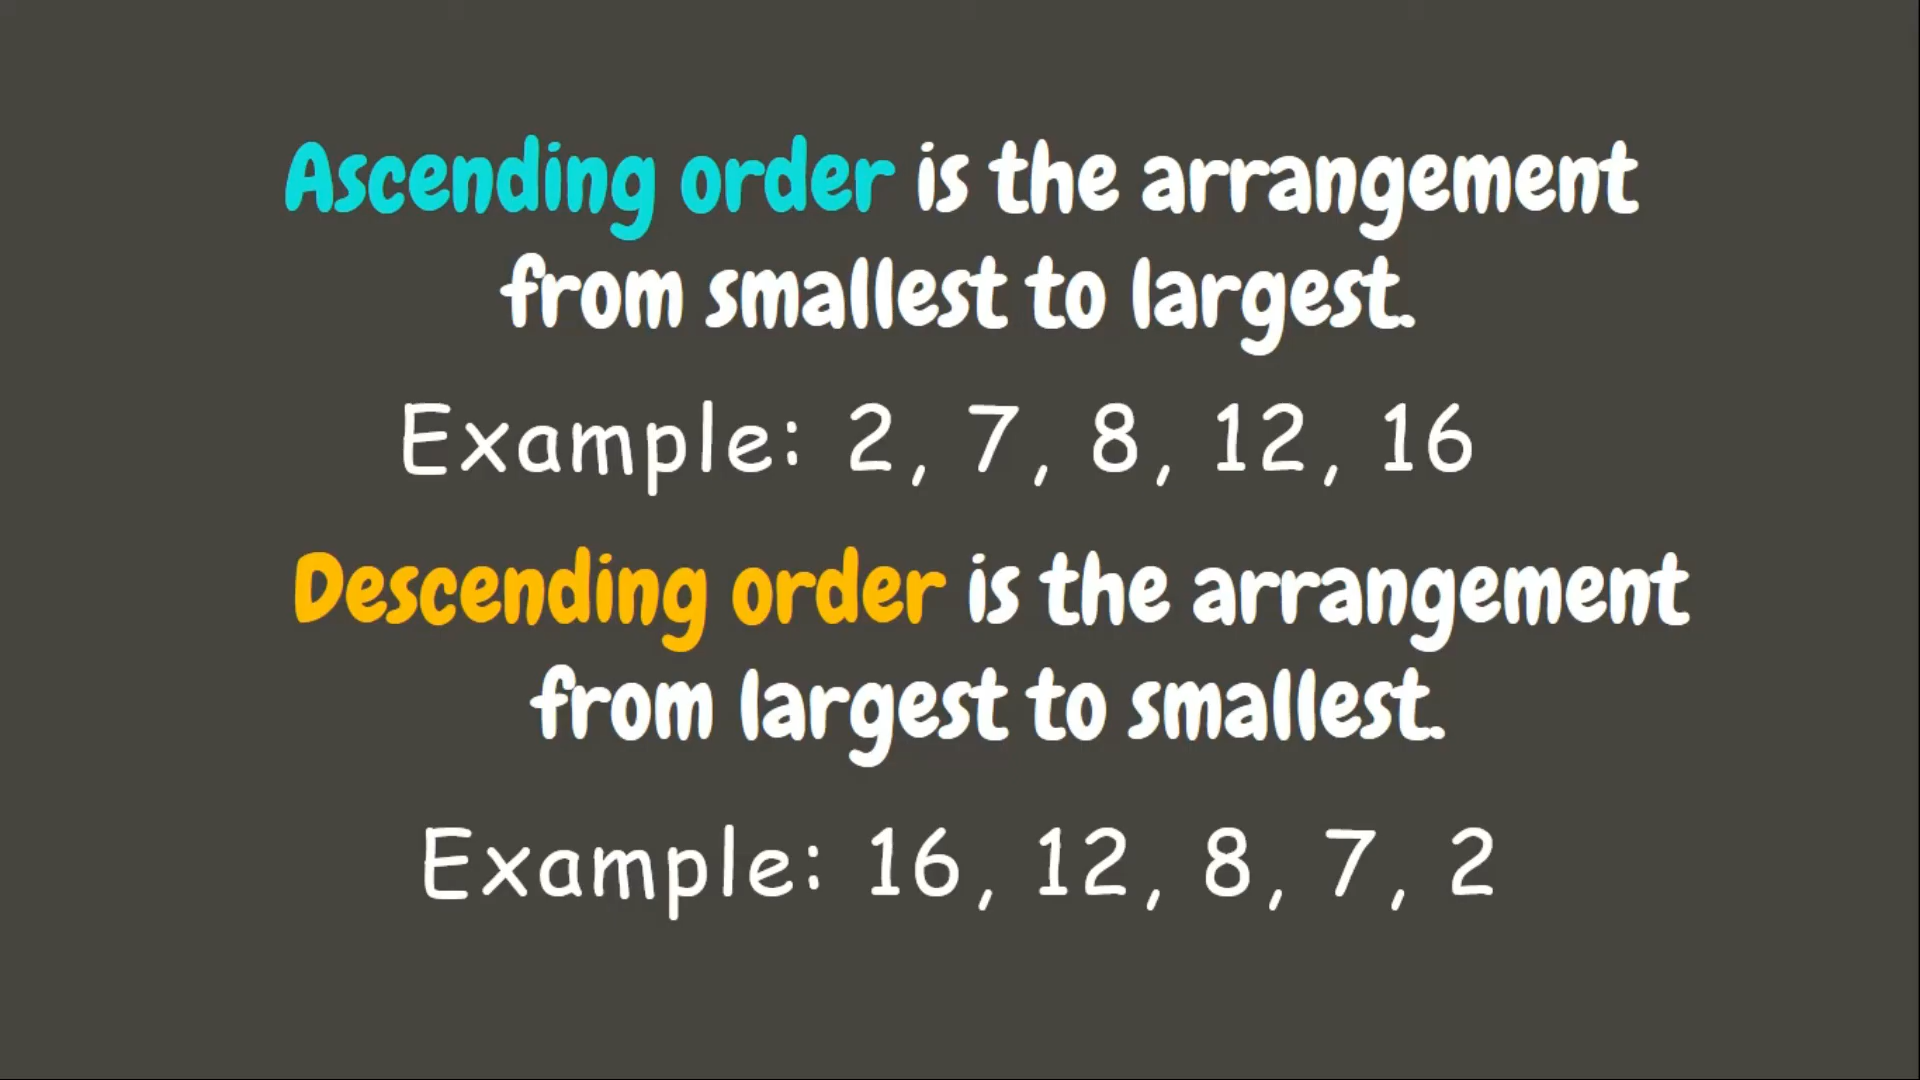 Ascending order is the arrangement
from smallest to largest.
Example: 2, 7, 8, 12, 16
Descending order is the arrangement
from largest to smallest.
Example: 16, 12, 8, 7, 2